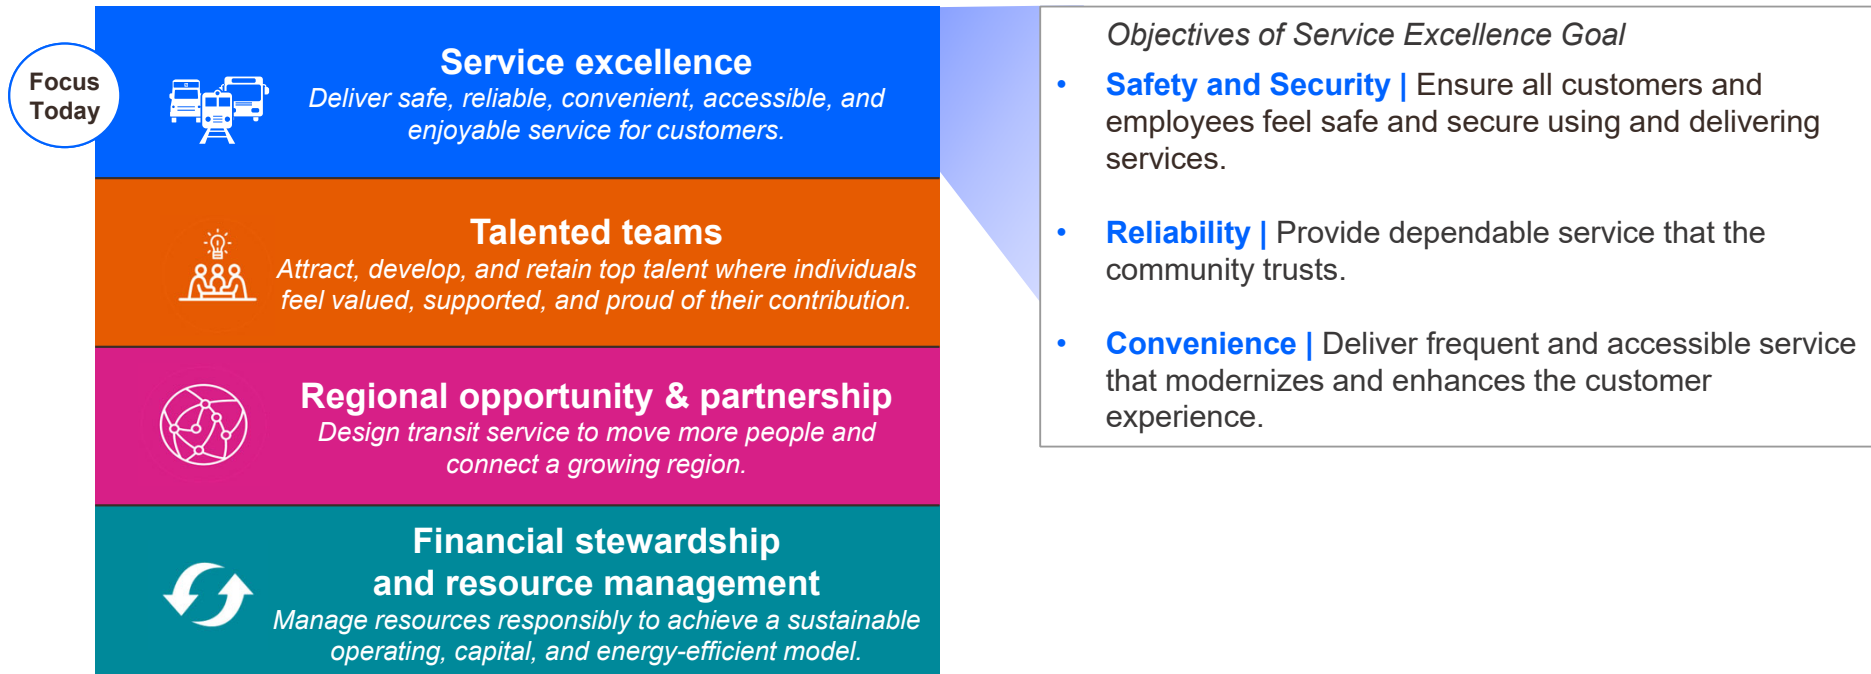 Focus
Today
Service excellence
Deliver safe, reliable, convenient, accessible, and
enjoyable service for customers.
Talented teams
Attract, develop, and retain top talent where individuals
feel valued, supported, and proud of their contribution.
Regional opportunity & partnership
Design transit service to move more people and
connect a growing region.
Financial stewardship
and resource management
Manage resources responsibly to achieve a sustainable
operating, capital, and energy-efficient model.
Objectives of Service Excellence Goal
• Safety and Security | Ensure all customers and
employees feel safe and secure using and delivering
services.
• Reliability | Provide dependable service that the
community trusts.
• Convenience | Deliver frequent and accessible service
that modernizes and enhances the customer
experience.